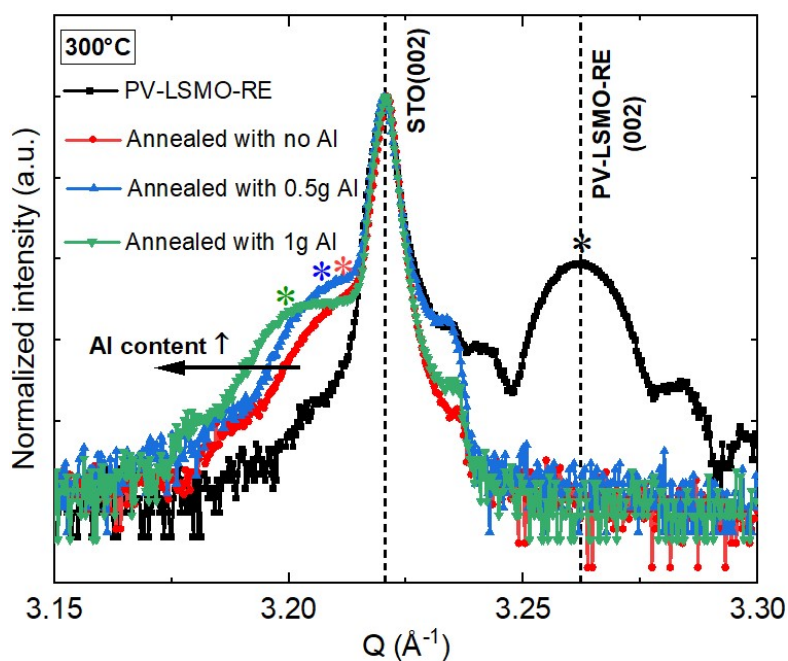 300°C
PV-LSMO-RE
Annealed with no Al
Annealed with 0.5g Al
Annealed with 1g Al
STO(002)
PV-LSMO-RE
(002)
*
*
*
*
Al content ↑
Normalized intensity (a.u.)
3.15
3.20
3.25
3.30
Q (Å⁻¹)